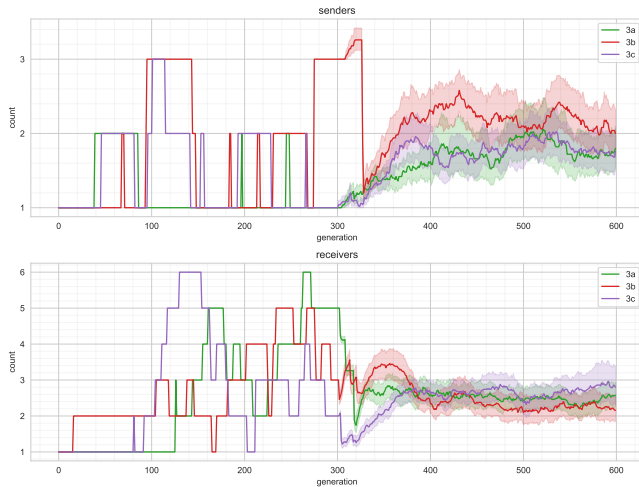 senders
3a
3b
3c
count
3
2
1
0 100 200 300 400 500 600
generation
receivers
3a
3b
3c
count
6
5
4
3
2
1
0 100 200 300 400 500 600
generation